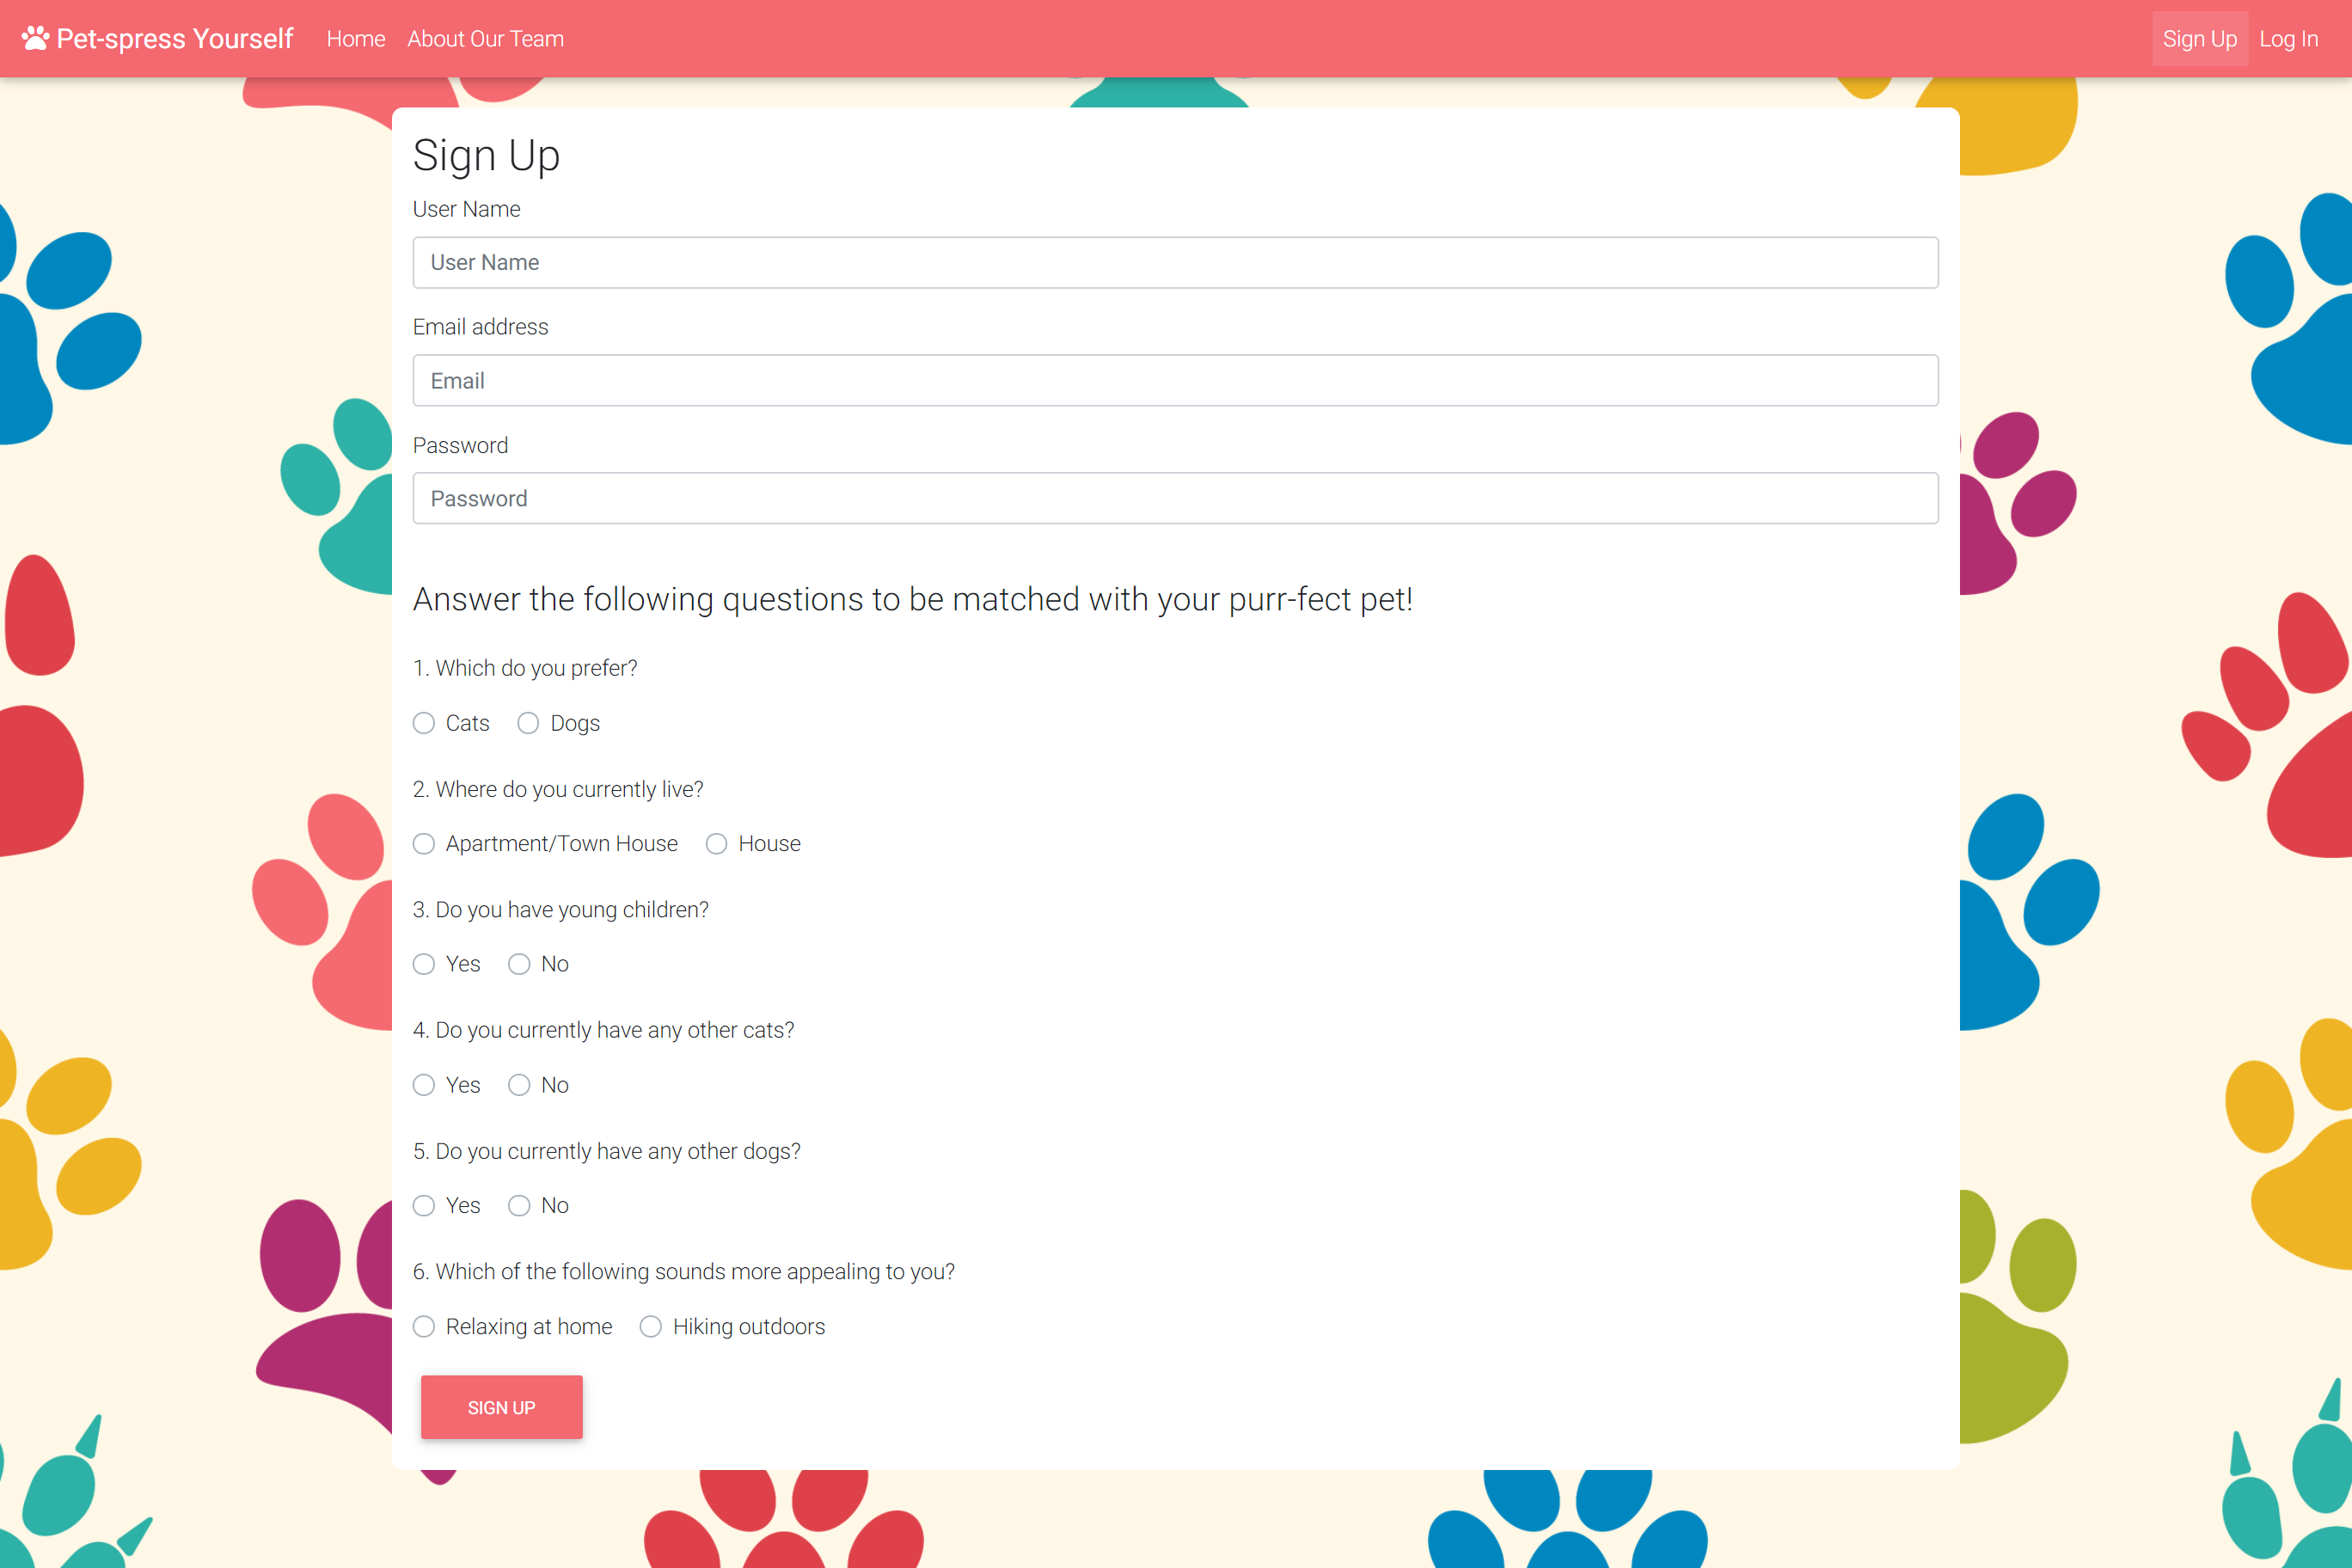 Pet-spress Yourself Home About Our Team Sign Up Log In
Sign Up
User Name
User Name
Email address
Email
Password
Password
Answer the following questions to be matched with your purr-fect pet!
1. Which do you prefer?
Cats Dogs
2. Where do you currently live?
Apartment/Town House House
3. Do you have young children?
Yes No
4. Do you currently have any other cats?
Yes No
5. Do you currently have any other dogs?
Yes No
6. Which of the following sounds more appealing to you?
Relaxing at home Hiking outdoors
SIGN UP